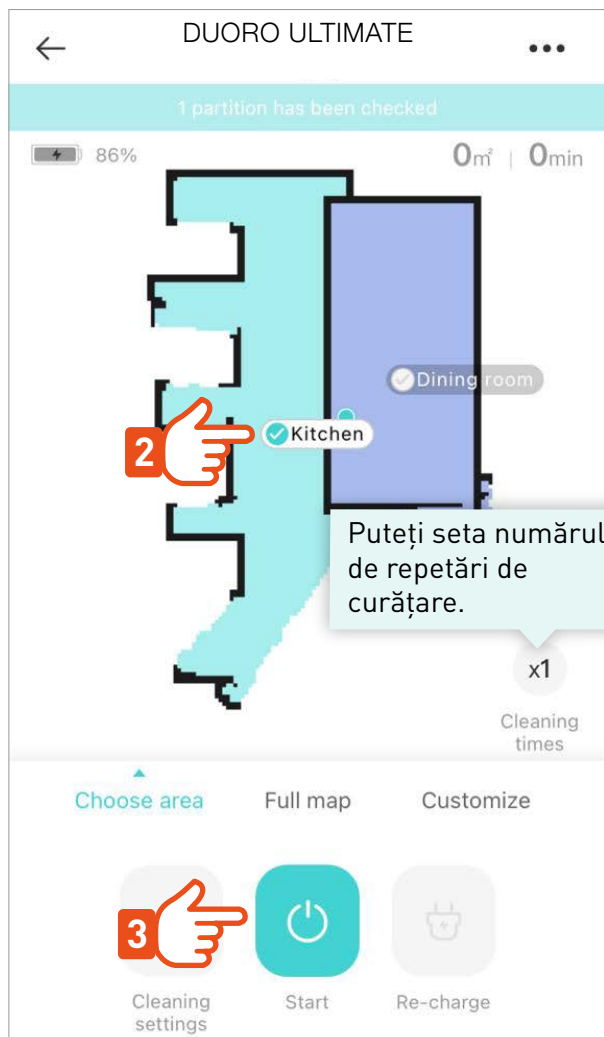 DUORO ULTIMATE
1 partition has been checked
86%
0㎡ | 0min
Dining room
2
Kitchen
Puteți seta numărul
de repetări de
curățare.
x1
Cleaning
times
Choose area
Full map
Customize
3
Cleaning
settings
Start
Re-charge